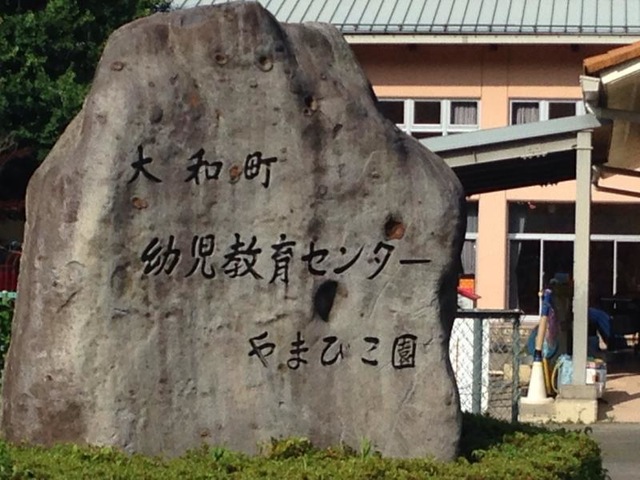 大和町
幼児教育センター
やまびこ園